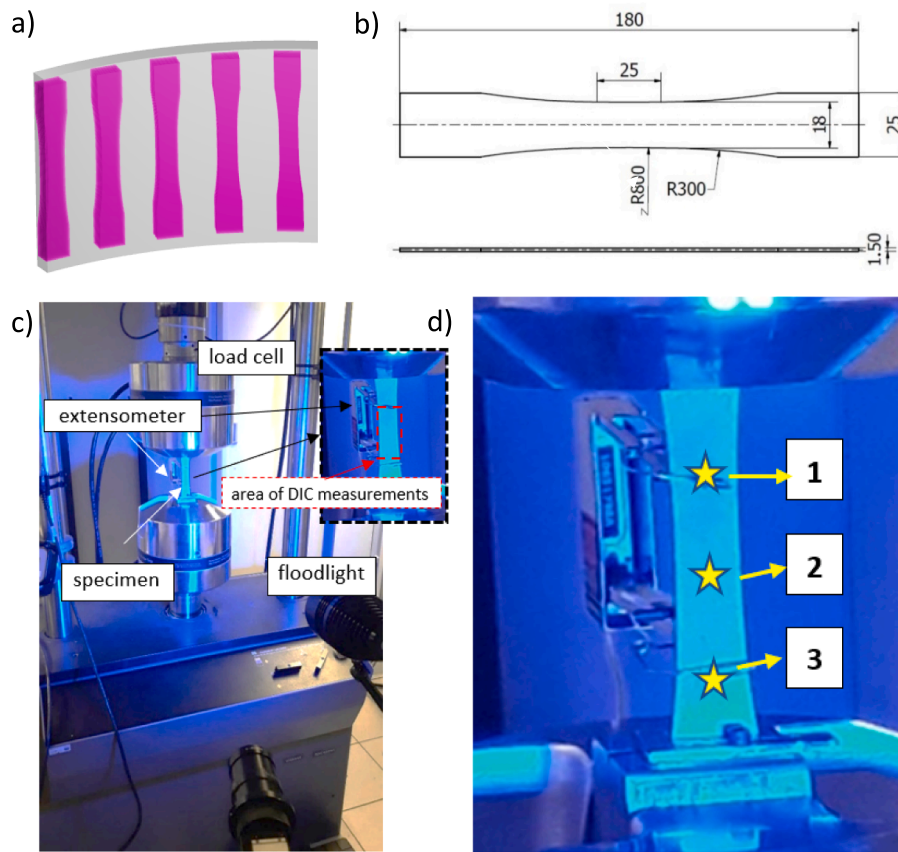 a)
b)
180
25
18
25
R800
R300
1.50
c)
load cell
extensometer
area of DIC measurements
specimen
floodlight
d)
1
2
3